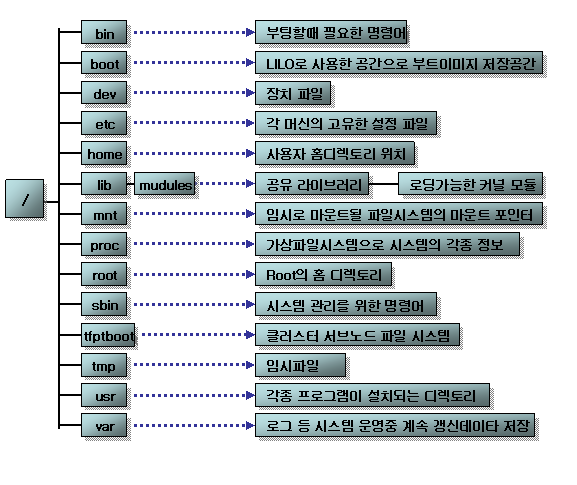 bin 부팅할때 필요한 명령어
boot LILO로 사용한 공간으로 부트이미지 저장공간
dev 장치 파일
etc 각 머신의 고유한 설정 파일
home 사용자 홈디렉토리 위치
/ lib mudules 공유 라이브러리 로딩가능한 커널 모듈
mnt 임시로 마운트될 파일시스템의 마운트 포인터
proc 가상파일시스템으로 시스템의 각종 정보
root Root의 홈 디렉토리
sbin 시스템 관리를 위한 명령어
tfptboot 클러스터 서브노드 파일 시스템
tmp 임시파일
usr 각종 프로그램이 설치되는 디렉토리
var 로그 등 시스템 운영중 계속 갱신데이타 저장